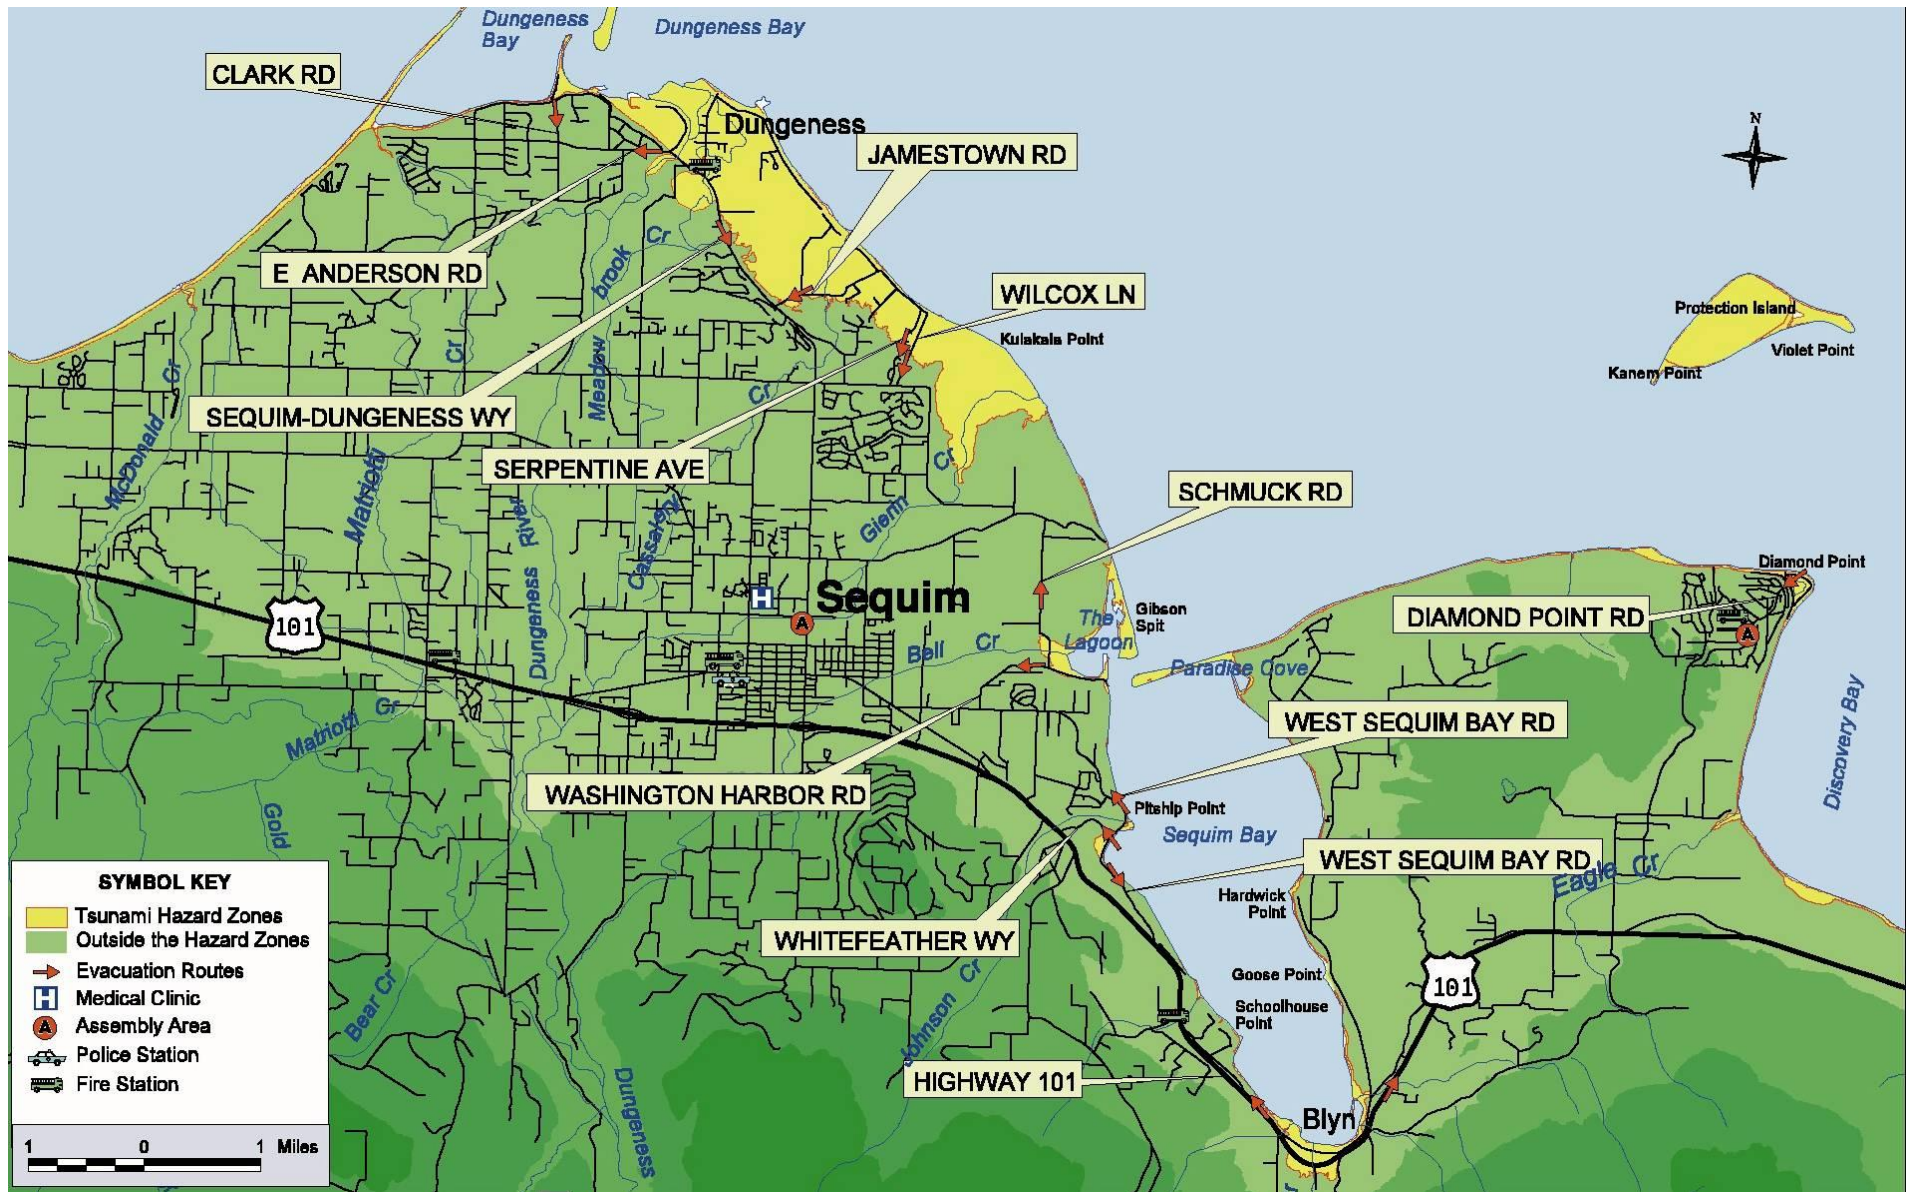 Dungeness
Bay
Dungeness Bay
CLARK RD
Dungeness
JAMESTOWN RD
N
E ANDERSON RD
brook
Cr
WILCOX LN
Kulakala Point
Protection Island
Violet Point
Kanem Point
Meadow
Cr
Cr
Cr
SEQUIM-DUNGENESS WY
McDonald
Matriotti
SERPENTINE AVE
Cr
SCHMUCK RD
River
Cassalery
Gierin
Dungeness
Diamond Point
H
Sequim
A
101
Gibson
Spit
The
Lagoon
DIAMOND POINT RD
A
Bell
Cr
Paradise Cove
Matriotti
Cr
WEST SEQUIM BAY RD
Discovery Bay
WASHINGTON HARBOR RD
Pitship Point
Sequim Bay
Gold
WEST SEQUIM BAY RD
Eagle Cr
Hardwick
Point
WHITEFEATHER WY
Goose Point
101
Schoolhouse
Point
Bear Cr
Johnson
Cr
HIGHWAY 101
Blyn
Dungeness
SYMBOL KEY
Tsunami Hazard Zones
Outside the Hazard Zones
Evacuation Routes
H
Medical Clinic
A
Assembly Area
Police Station
Fire Station
1 0 1 Miles